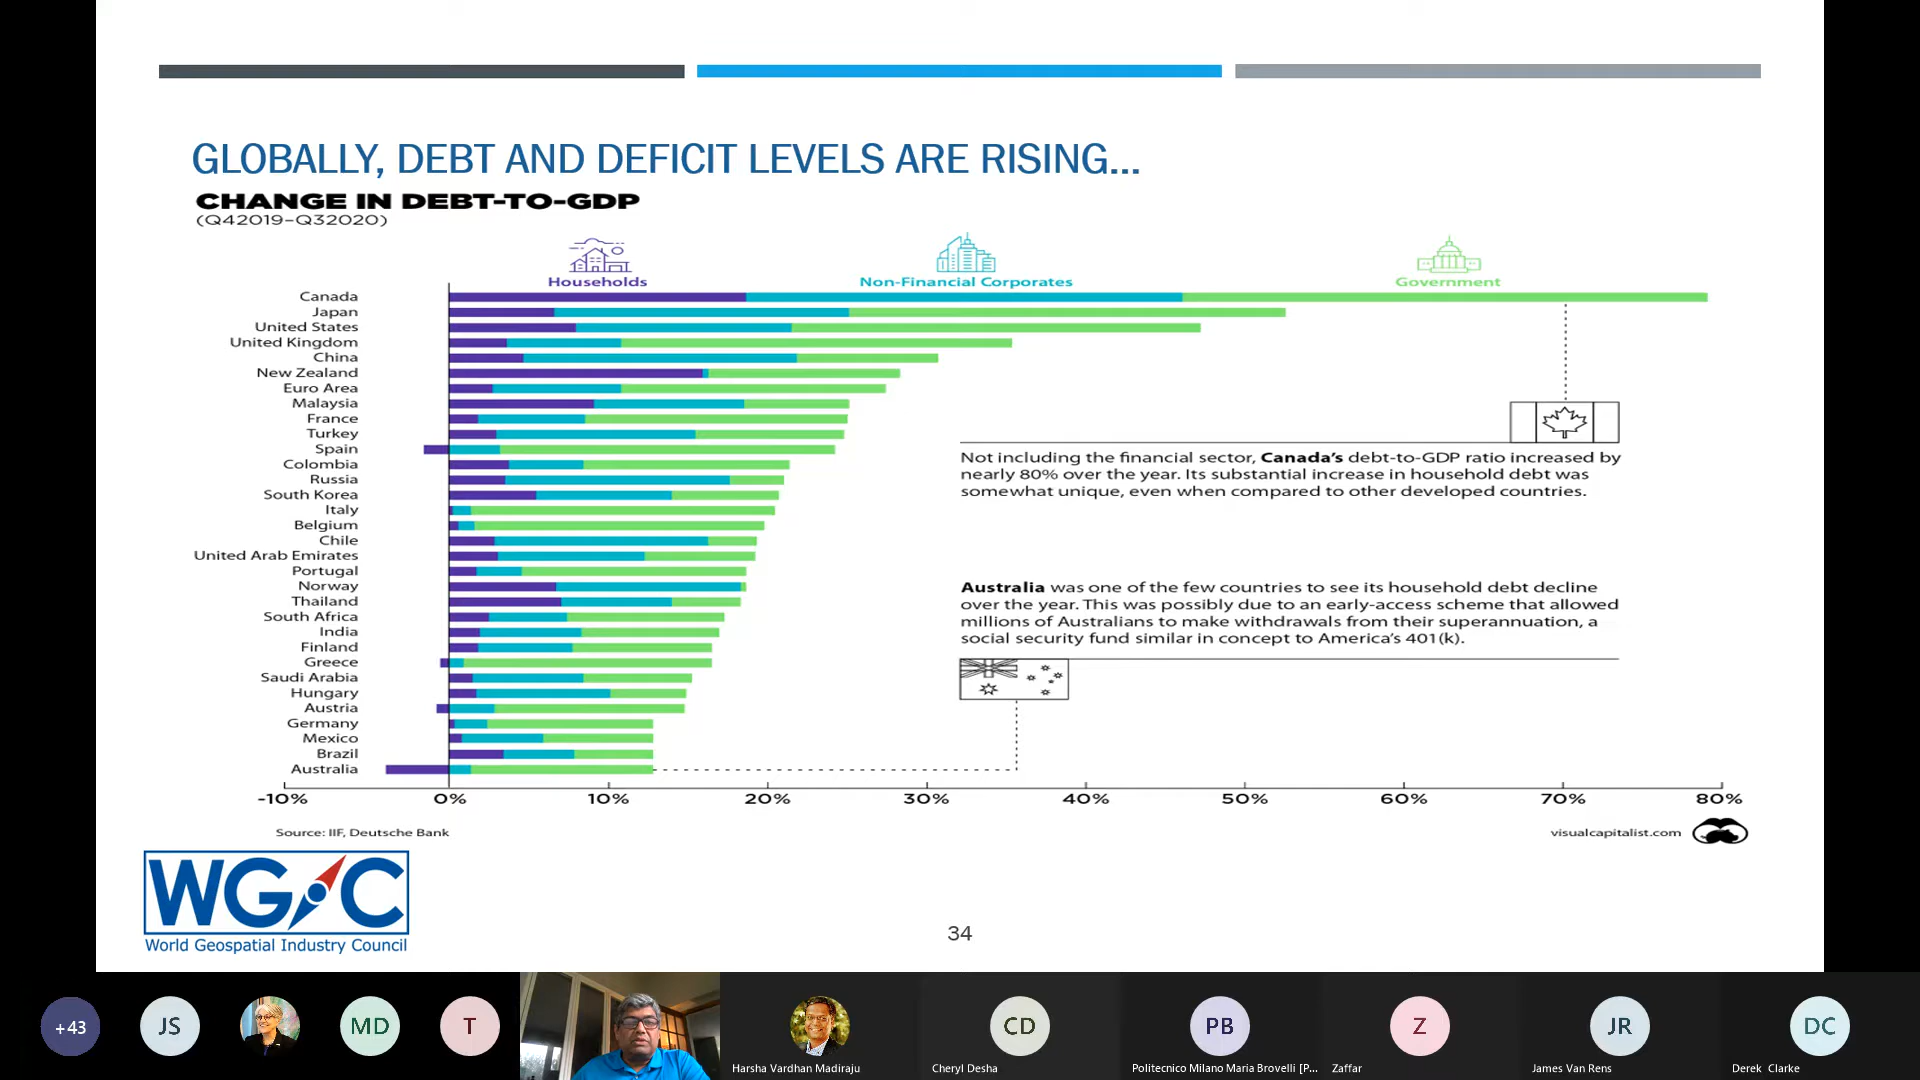 GLOBALLY, DEBT AND DEFICIT LEVELS ARE RISING...
CHANGE IN DEBT-TO-GDP
(Q42019–Q32020)
Households
Non-Financial Corporates
Government
Canada
Japan
United States
United Kingdom
China
New Zealand
Euro Area
Malaysia
France
Turkey
Spain
Colombia
Russia
South Korea
Italy
Belgium
Chile
United Arab Emirates
Portugal
Norway
Thailand
South Africa
India
Finland
Greece
Saudi Arabia
Hungary
Austria
Germany
Mexico
Brazil
Australia
Not including the financial sector, Canada's debt-to-GDP ratio increased by
nearly 80% over the year. Its substantial increase in household debt was
somewhat unique, even when compared to other developed countries.
Australia was one of the few countries to see its household debt decline
over the year. This was possibly due to an early-access scheme that allowed
millions of Australians to make withdrawals from their superannuation, a
social security fund similar in concept to America's 401(k).
-10% 0% 10% 20% 30% 40% 50% 60% 70% 80%
Source: IIF, Deutsche Bank
visualcapitalist.com
WGIC
World Geospatial Industry Council
34
+43
JS
MD
T
CD
PB
Z
JR
DC
Harsha Vardhan Madiraju
Cheryl Desha
Politecnico Milano Maria Brovelli [P...
Zaffar
James Van Rens
Derek Clarke